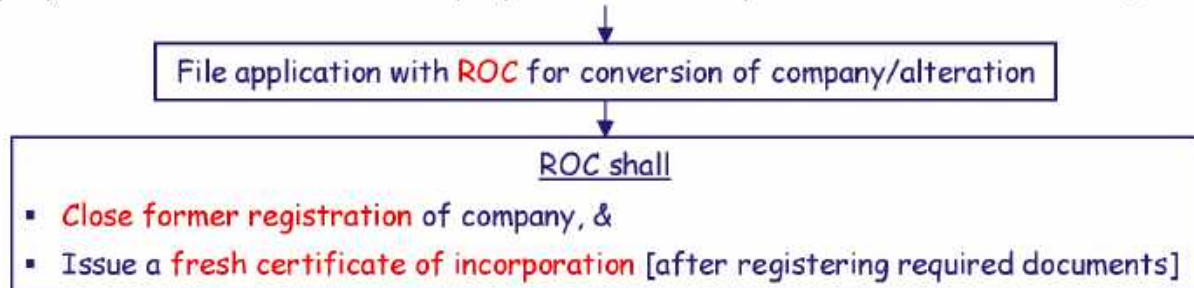 File application with ROC for conversion of company/alteration
ROC shall
▪ Close former registration of company, &
▪ Issue a fresh certificate of incorporation [after registering required documents]